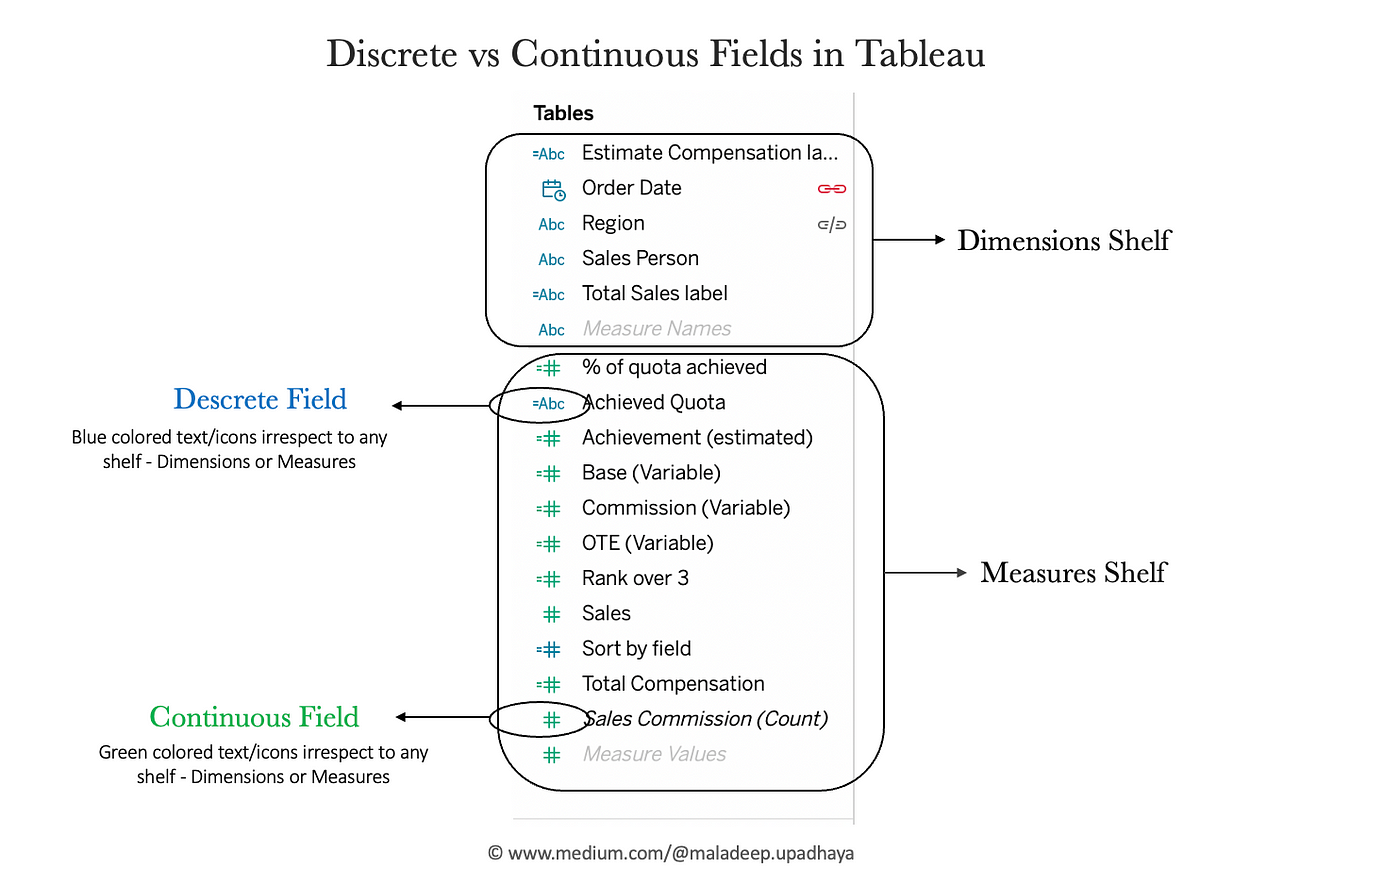 Discrete vs Continuous Fields in Tableau
Tables
=Abc Estimate Compensation la...
Order Date
Abc Region
Abc Sales Person
=Abc Total Sales label
Abc Measure Names
Dimensions Shelf
=# % of quota achieved
=Abc Achieved Quota
=# Achievement (estimated)
=# Base (Variable)
=# Commission (Variable)
=# OTE (Variable)
=# Rank over 3
# Sales
=# Sort by field
=# Total Compensation
# Sales Commission (Count)
# Measure Values
Measures Shelf
Descrete Field
Blue colored text/icons irrespect to any
shelf - Dimensions or Measures
Continuous Field
Green colored text/icons irrespect to any
shelf - Dimensions or Measures
© www.medium.com/@maladeep.upadhaya